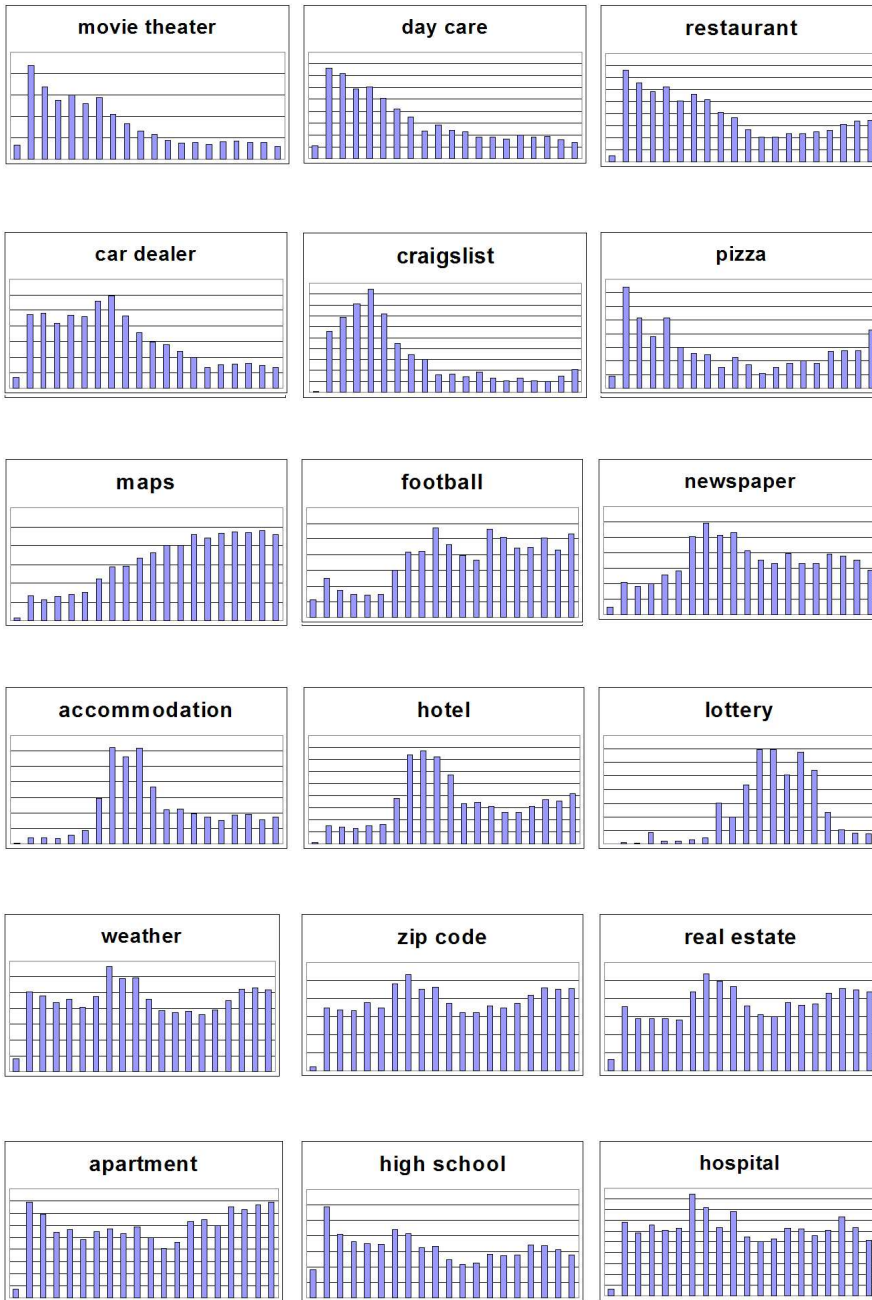 movie theater
day care
restaurant
car dealer
craigslist
pizza
maps
football
newspaper
accommodation
hotel
lottery
weather
zip code
real estate
apartment
high school
hospital